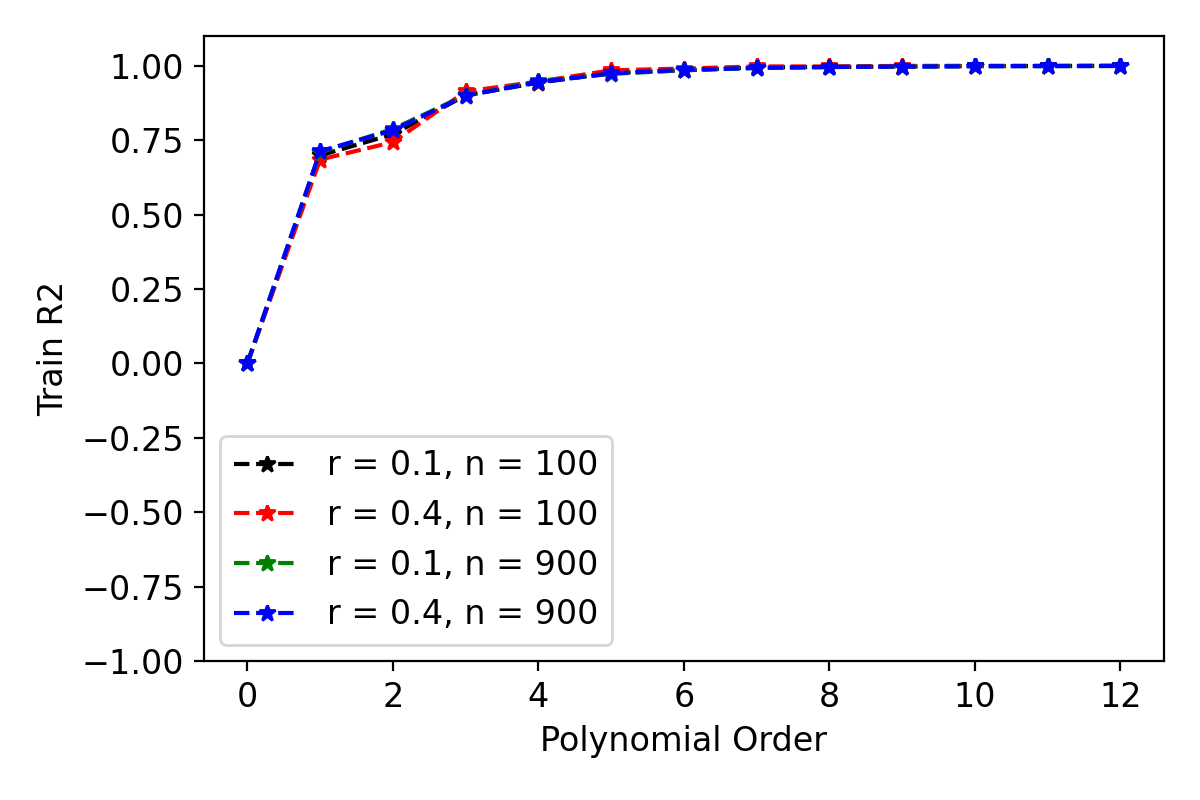 1.00
0.75
0.50
0.25
0.00
−0.25
−0.50
−0.75
−1.00
Train R2
r = 0.1, n = 100
r = 0.4, n = 100
r = 0.1, n = 900
r = 0.4, n = 900
0 2 4 6 8 10 12
Polynomial Order